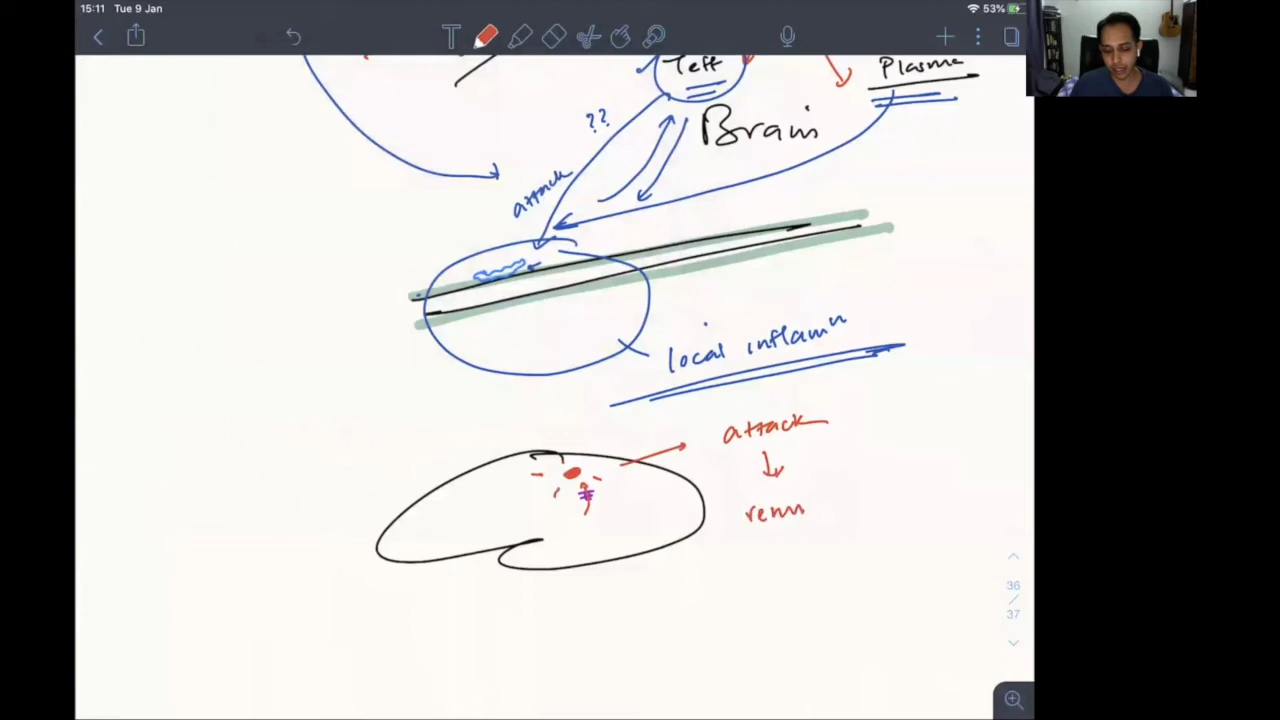 15:11 Tue 9 Jan
53%
Teff
Plasma
??
Brain
attack
local inflamn
attack
remn
36
/
37